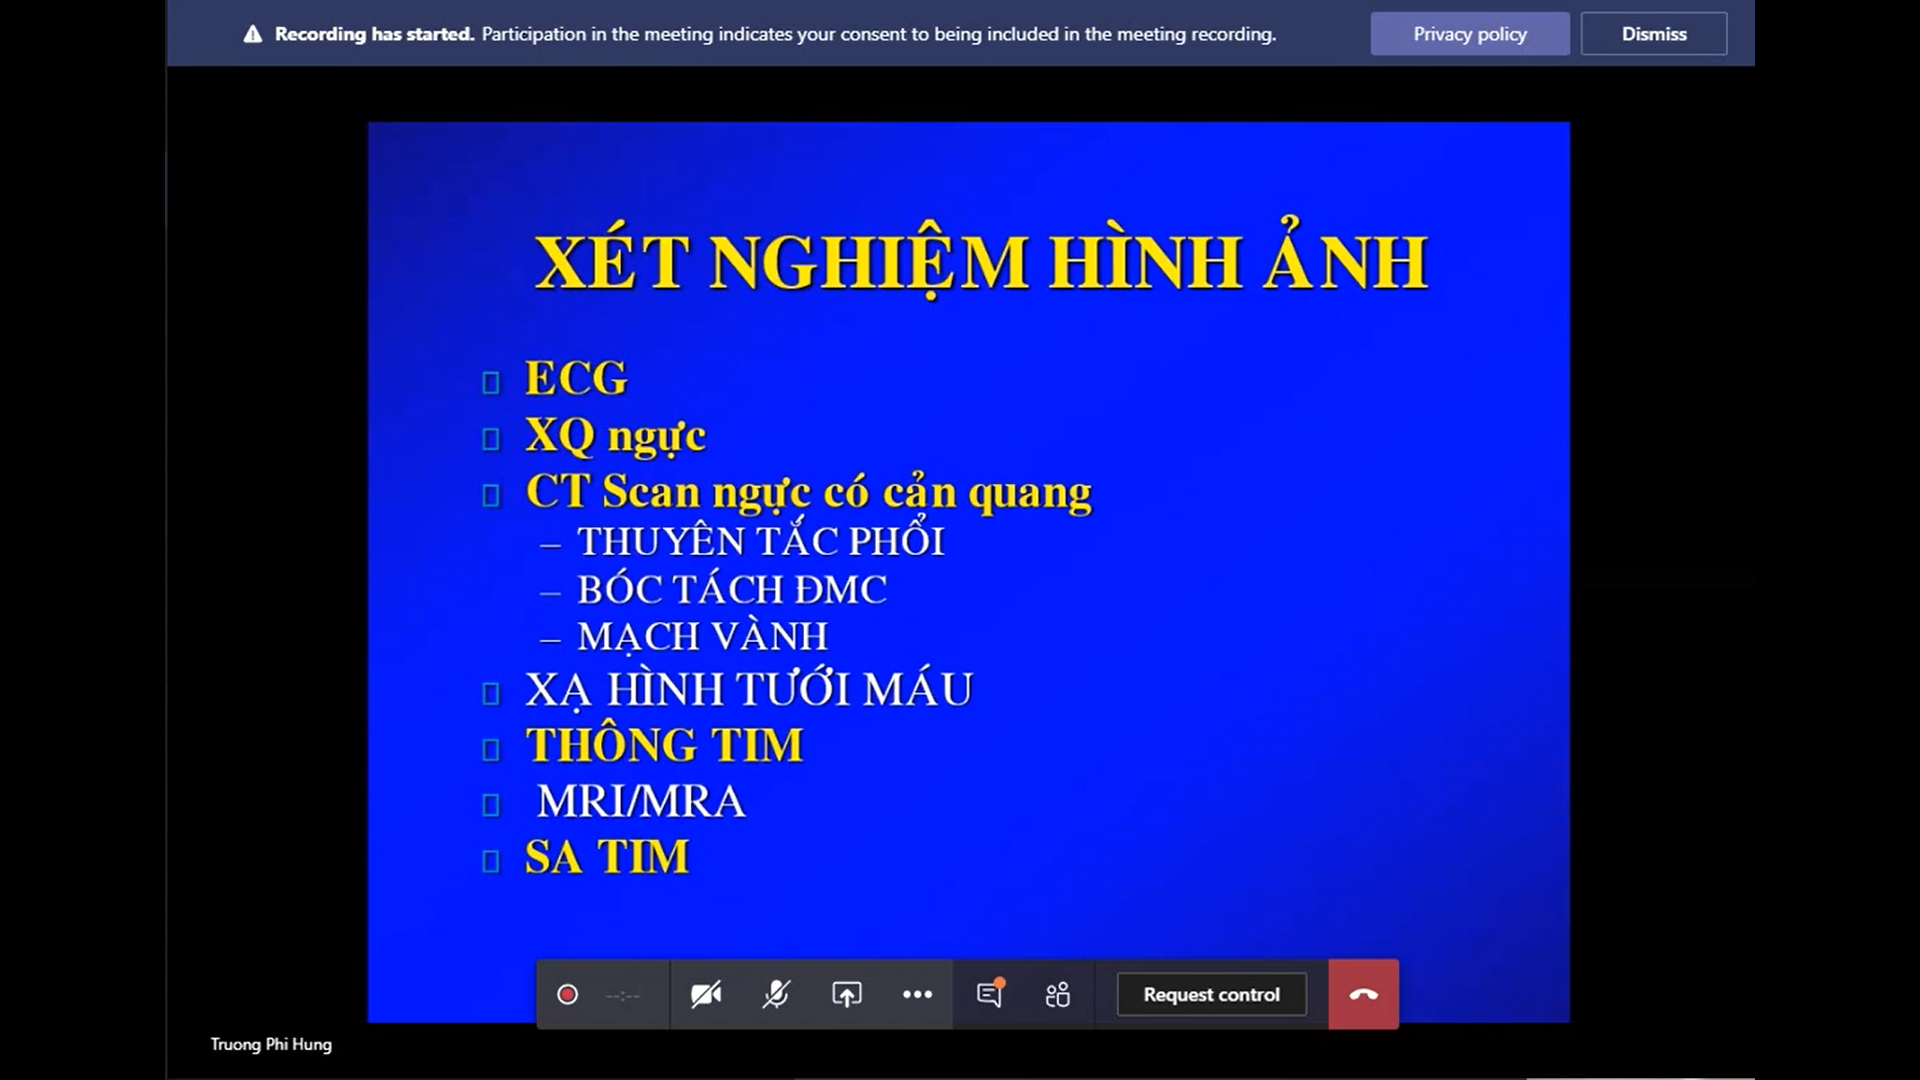 Recording has started. Participation in the meeting indicates your consent to being included in the meeting recording.
Privacy policy
Dismiss
XÉT NGHIỆM HÌNH ẢNH
ECG
XQ ngực
CT Scan ngực có cản quang
– THUYÊN TẮC PHỔI
– BÓC TÁCH ĐMC
– MẠCH VÀNH
XẠ HÌNH TƯỚI MÁU
THÔNG TIM
MRI/MRA
SA TIM
--:--
Request control
Truong Phi Hung